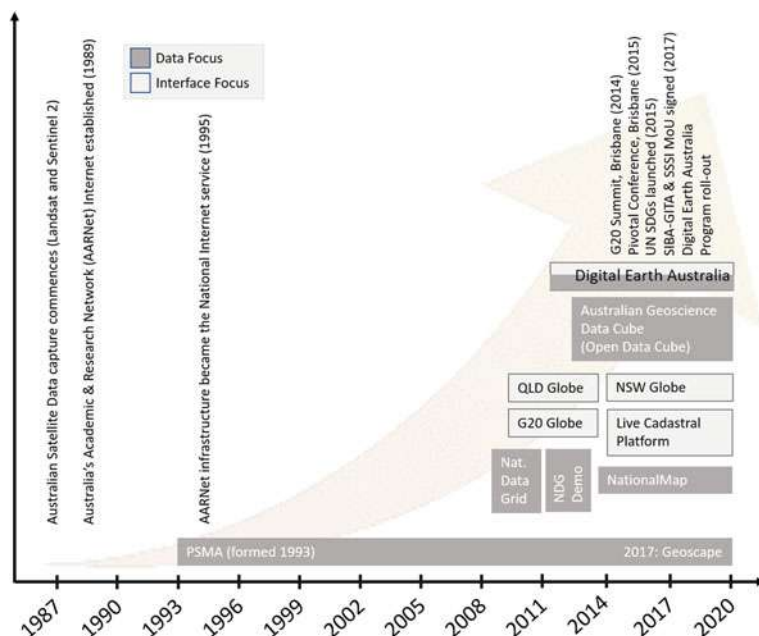 Data Focus
Interface Focus
Australian Satellite Data capture commences (Landsat and Sentinel 2)
Australia's Academic & Research Network (AARNet) Internet established (1989)
AARNet infrastructure became the National Internet service (1995)
G20 Summit, Brisbane (2014)
Pivotal Conference, Brisbane (2015)
UN SDGs launched (2015)
SIBA-GITA & SSSI MoU signed (2017)
Digital Earth Australia
Program roll-out
Digital Earth Australia
Australian Geoscience
Data Cube
(Open Data Cube)
QLD Globe
NSW Globe
G20 Globe
Live Cadastral
Platform
Nat.
Data
Grid
NDG
Demo
NationalMap
PSMA (formed 1993)
2017: Geoscape
1987
1990
1993
1996
1999
2002
2005
2008
2011
2014
2017
2020